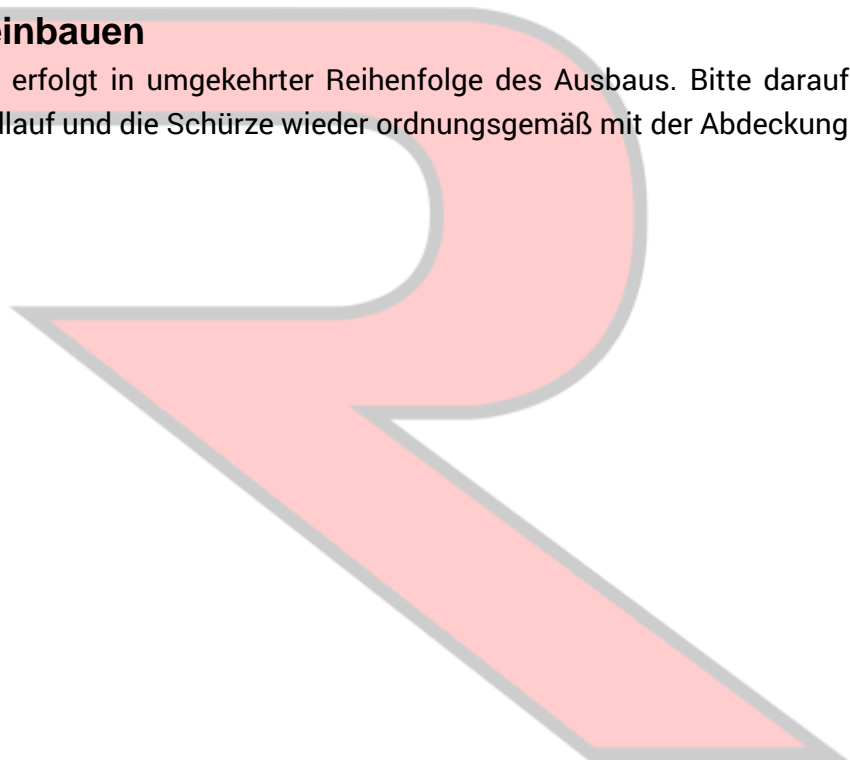 einbauen
erfolgt in umgekehrter Reihenfolge des Ausbaus. Bitte darauf
llauf und die Schürze wieder ordnungsgemäß mit der Abdeckung